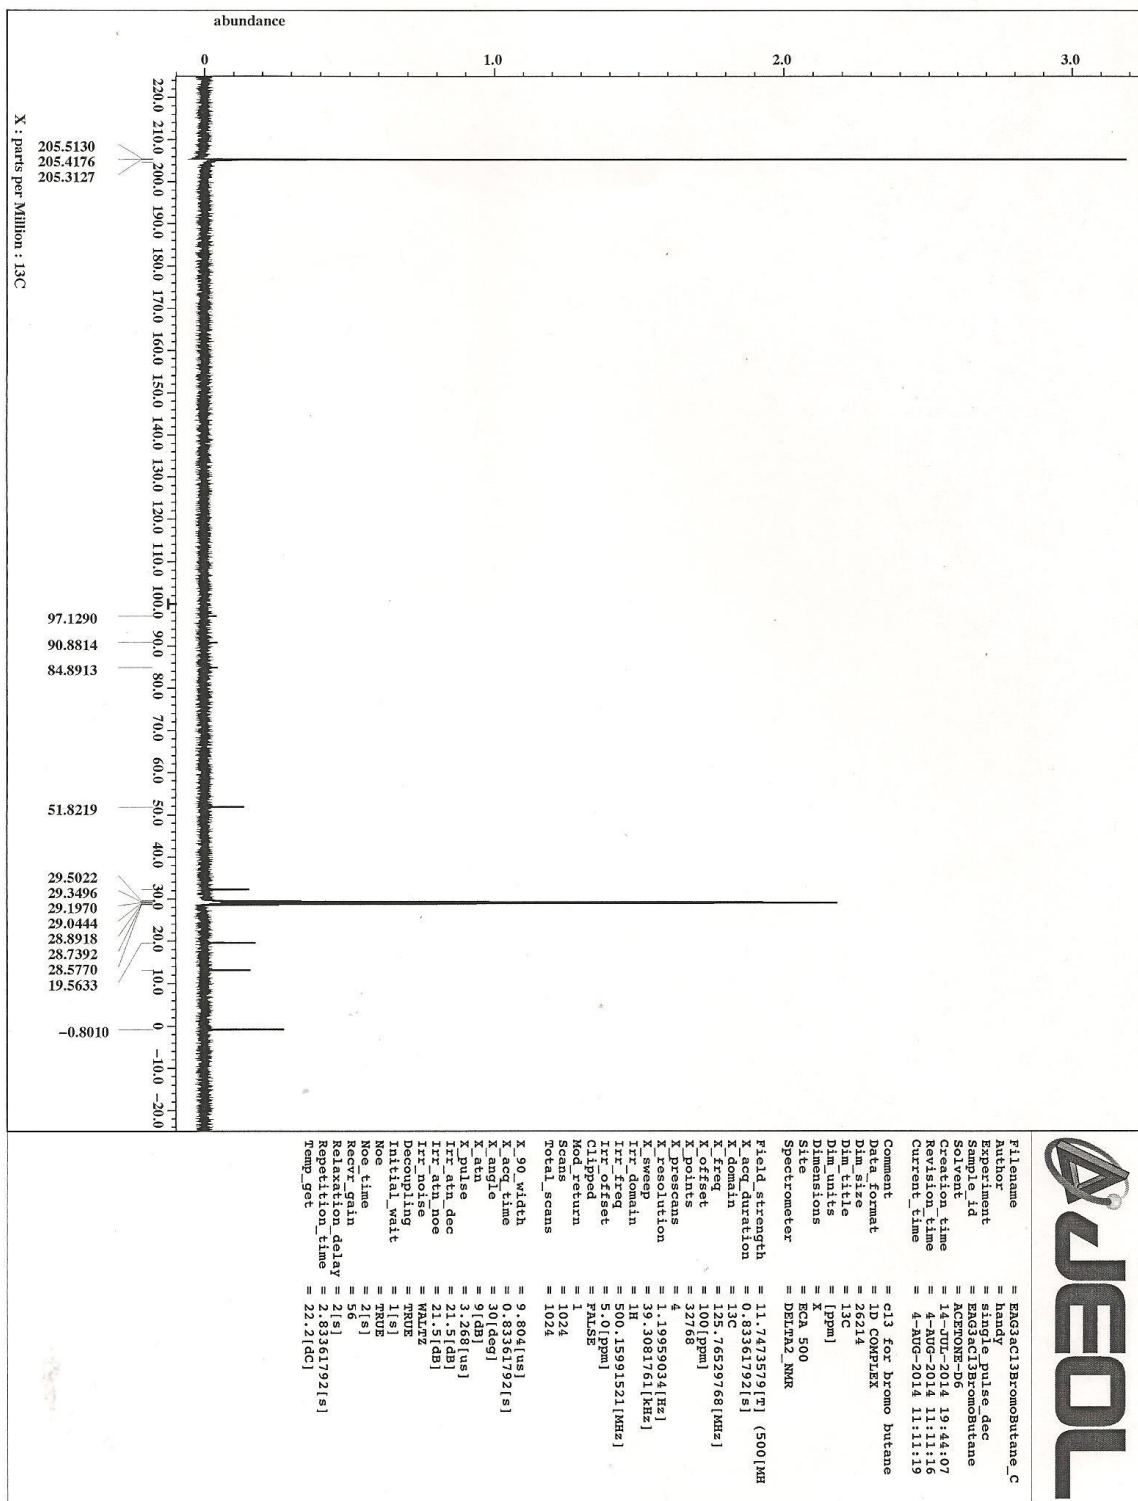 abundance
0
1.0
2.0
3.0
220.0
210.0
200.0
190.0
180.0
170.0
160.0
150.0
140.0
130.0
120.0
110.0
100.0
90.0
80.0
70.0
60.0
50.0
40.0
30.0
20.0
10.0
0
-10.0
-20.0
X : parts per Million : 13C
205.5130
205.4176
205.3127
97.1290
90.8814
84.8913
51.8219
29.5022
29.3496
29.1970
29.0444
28.8918
28.7392
28.5770
19.5633
-0.8010
JEOL
Filename = EAG3aC13BromoButane_C
Author = handy
Experiment = single_pulse_dec
Sample_id = EAG3aC13BromoButane
Solvent = ACETONE-D6
Creation_time = 14-JUL-2014 19:44:07
Revision_time = 4-AUG-2014 11:11:16
Current_time = 4-AUG-2014 11:11:19
Comment = c13 for bromo butane
Data_format = 1D COMPLEX
Dim_size = 26214
Dim_title = 13C
Dim_units = [ppm]
Dimensions = X
Site = ECA 500
Spectrometer = DELTA2_NMR
Field_strength = 11.7473579[T] (500[MH
X_acq_duration = 0.83361792[s]
X_domain = 13C
X_freq = 125.76529768[MHz]
X_offset = 100[ppm]
X_points = 32768
X_prescans = 4
X_resolution = 1.19959034[Hz]
X_sweep = 39.3081761[kHz]
Irr_domain = 1H
Irr_freq = 500.15991521[MHz]
Irr_offset = 5.0[ppm]
Clipped = FALSE
Mod_return = 1
Scans = 1024
Total_scans = 1024
X_90_width = 9.804[us]
X_acq_time = 0.83361792[s]
X_angle = 30[deg]
X_atn = 9[dB]
X_pulse = 3.268[us]
Irr_atn_dec = 21.5[dB]
Irr_atn_noe = 21.5[dB]
Irr_noise = WALTZ
Decoupling = TRUE
Initial_wait = 1[s]
Noe = TRUE
Noe_time = 2[s]
Recvr_gain = 56
Relaxation_delay = 2[s]
Repetition_time = 2.83361792[s]
Temp_get = 22.2[dC]